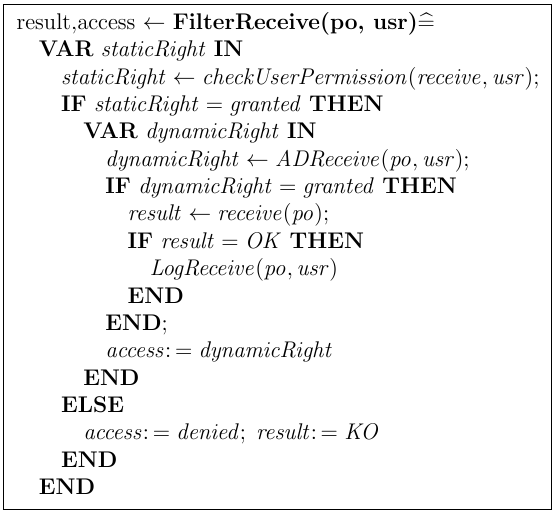 result,access ← FilterReceive(po, usr)≙
VAR staticRight IN
staticRight ← checkUserPermission(receive, usr);
IF staticRight = granted THEN
VAR dynamicRight IN
dynamicRight ← ADReceive(po, usr);
IF dynamicRight = granted THEN
result ← receive(po);
IF result = OK THEN
LogReceive(po, usr)
END
END;
access := dynamicRight
END
ELSE
access := denied; result := KO
END
END